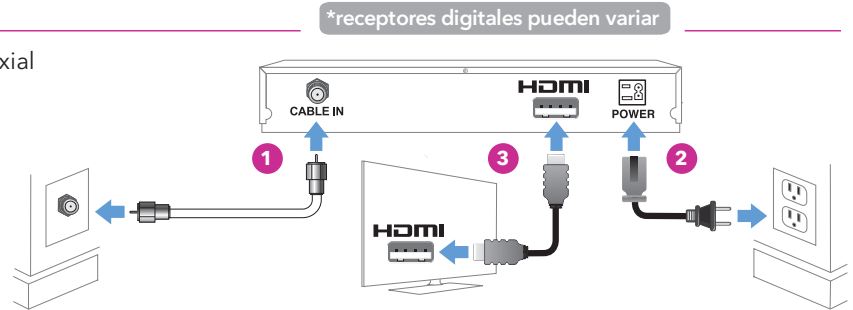 *receptores digitales pueden variar
xial
HDMI
CABLE IN
POWER
1
3
2
HDMI